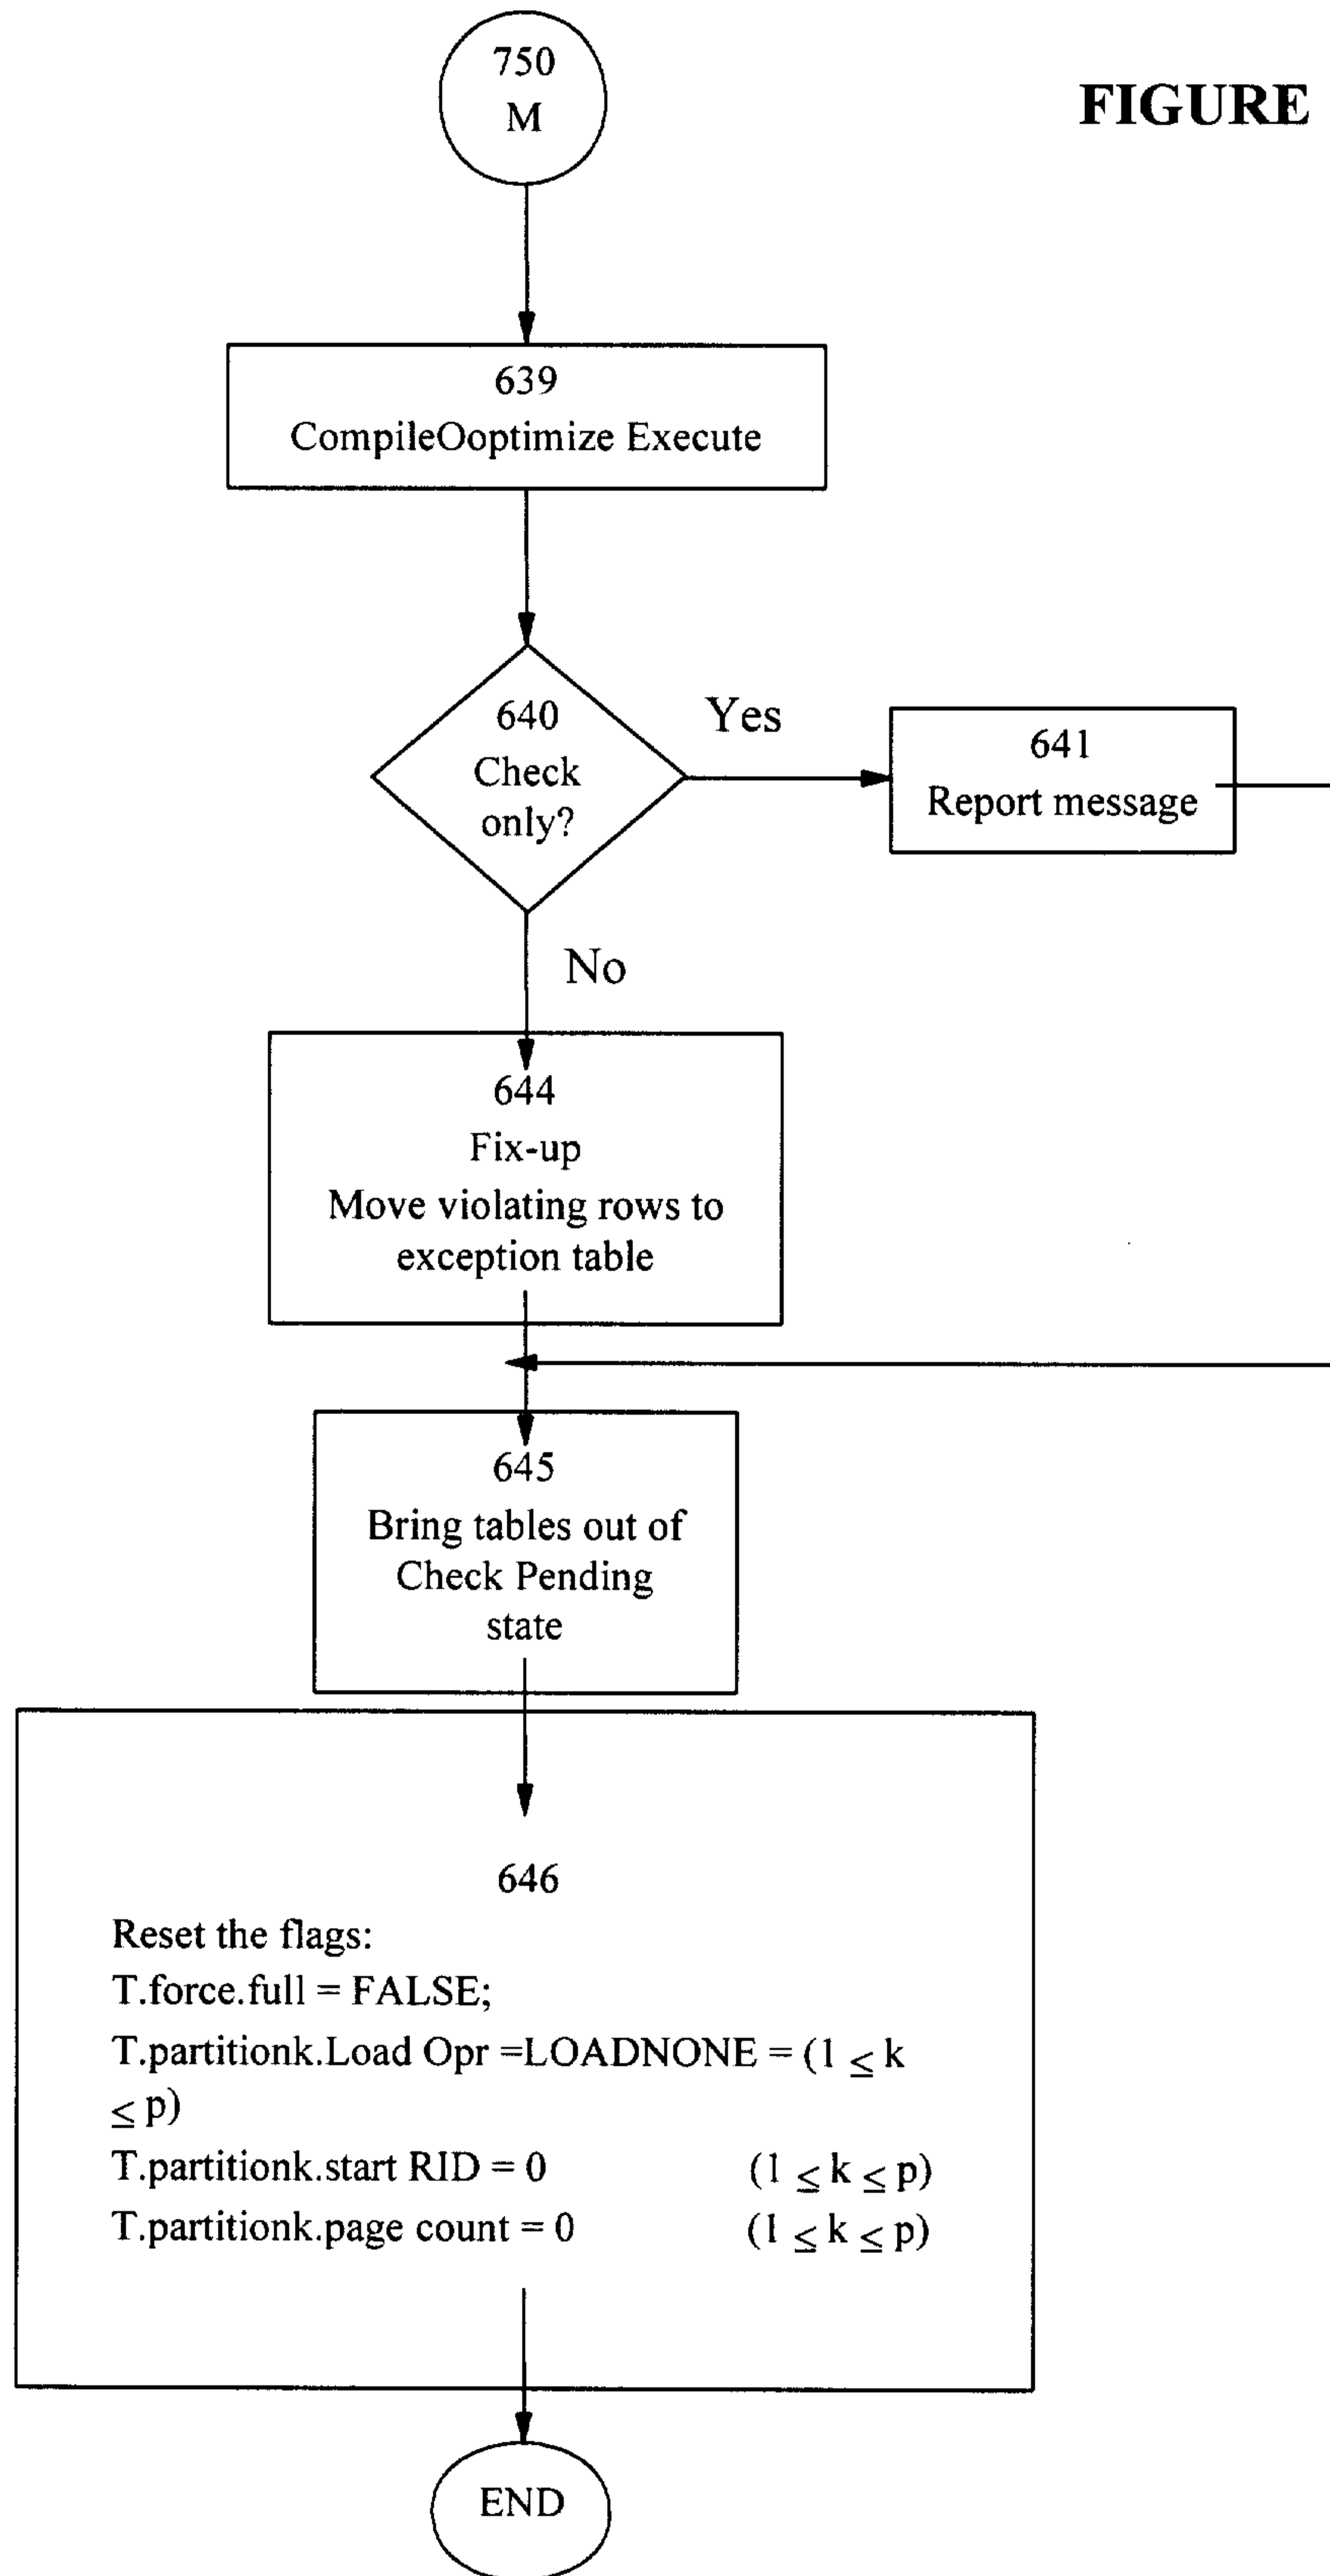 750
M
FIGURE
639
CompileOoptimize Execute
640
Check
only?
Yes
641
Report message
No
644
Fix-up
Move violating rows to
exception table
645
Bring tables out of
Check Pending
state
646
Reset the flags:
T.force.full = FALSE;
T.partitionk.Load Opr =LOADNONE = (1 ≤ k
≤ p)
T.partitionk.start RID = 0 (1 ≤ k ≤ p)
T.partitionk.page count = 0 (1 ≤ k ≤ p)
END